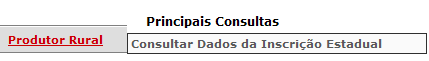 Principais Consultas
Produtor Rural
Consultar Dados da Inscrição Estadual